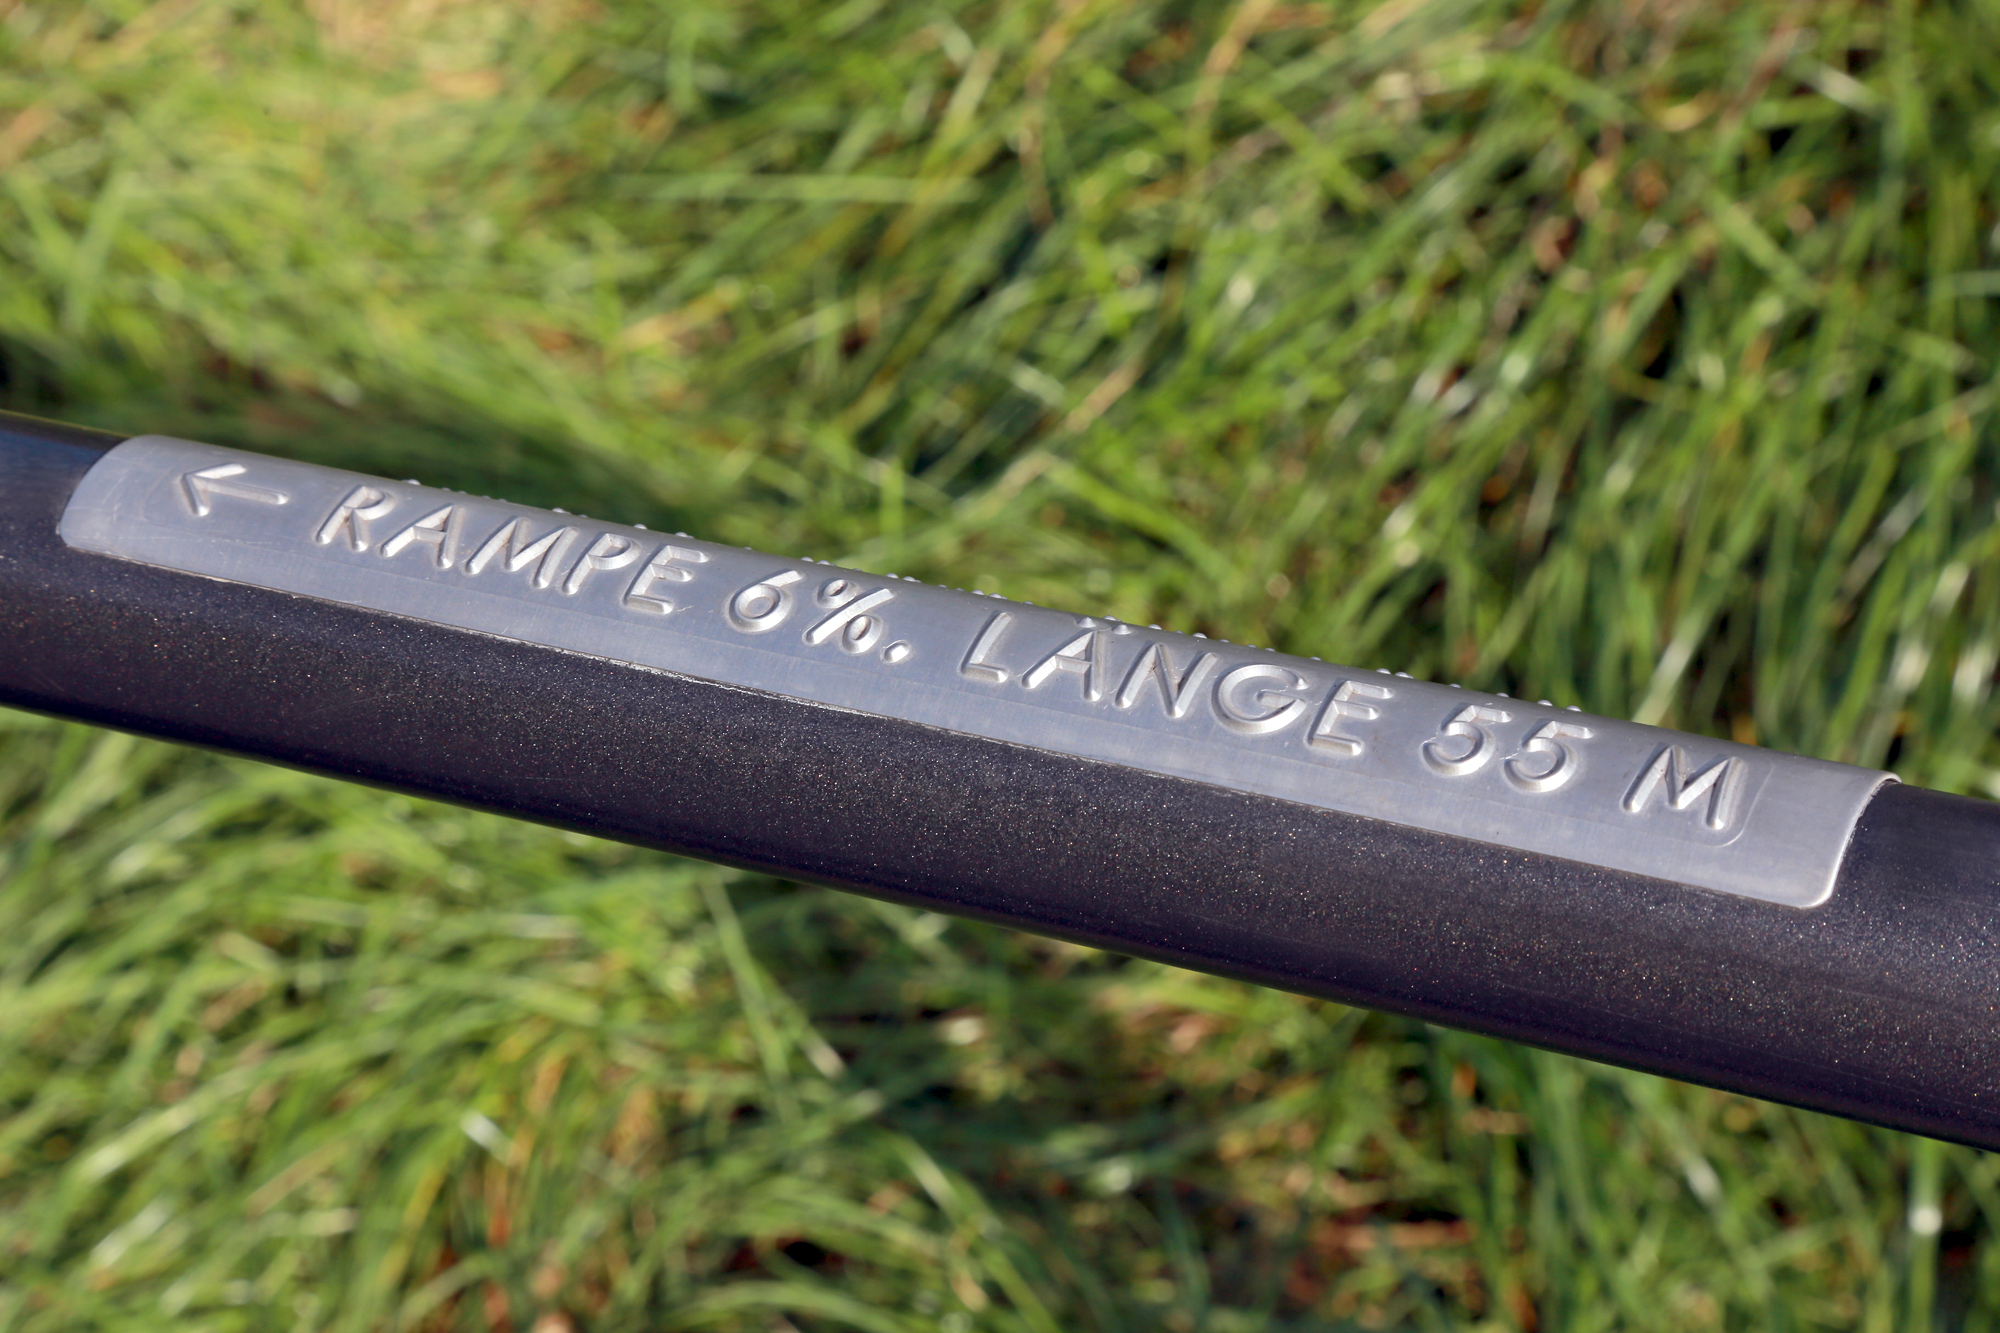 ← RAMPE 6%. LÄNGE 55 M